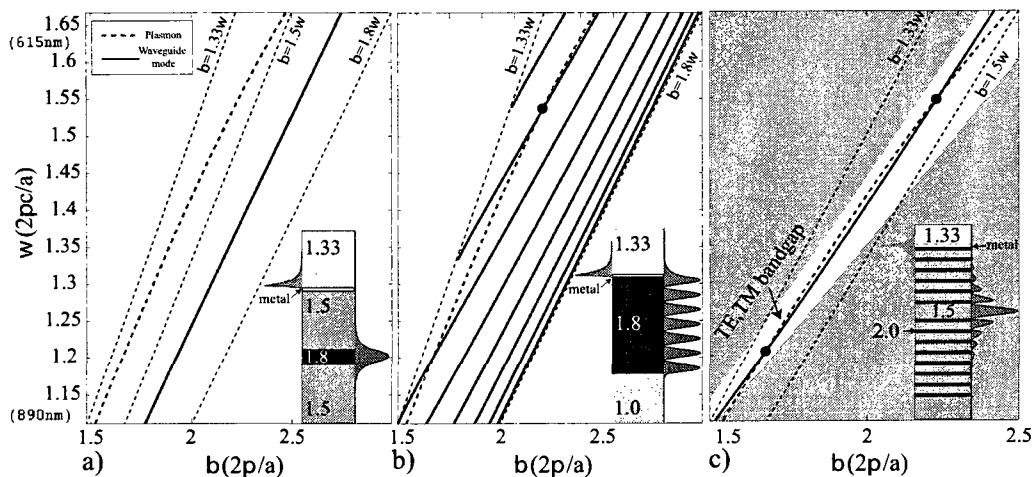 1.65
(615nm)
1.6
1.55
1.5
1.45
1.4
1.35
1.3
1.25
1.2
1.15
(890nm)
w(2pc/a)
Plasmon
Waveguide
mode
b=1.33w
b=1.5w
b=1.8w
1.33
metal
1.5
1.8
1.5
1.5
2
2.5
a)
b(2p/a)
b=1.33w
b=1.8w
1.33
metal
1.8
1.0
1.5
2
2.5
b)
b(2p/a)
b=1.33w
b=1.5w
TE,TM bandgap
1.33
metal
1.5
2.0
1.5
2
2.5
c)
b(2p/a)